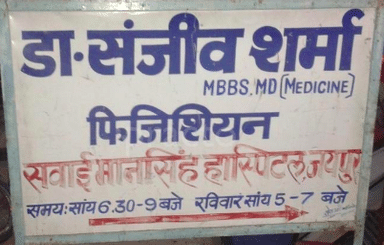 डा॰संजीव शर्मा
MBBS, MD (MEDICINE)
फिजिशियन
सवाई मानसिंह हास्पिटल, जयपुर
समय: सांय 6.30-9 बजे रविवार सांय 5-7 बजे